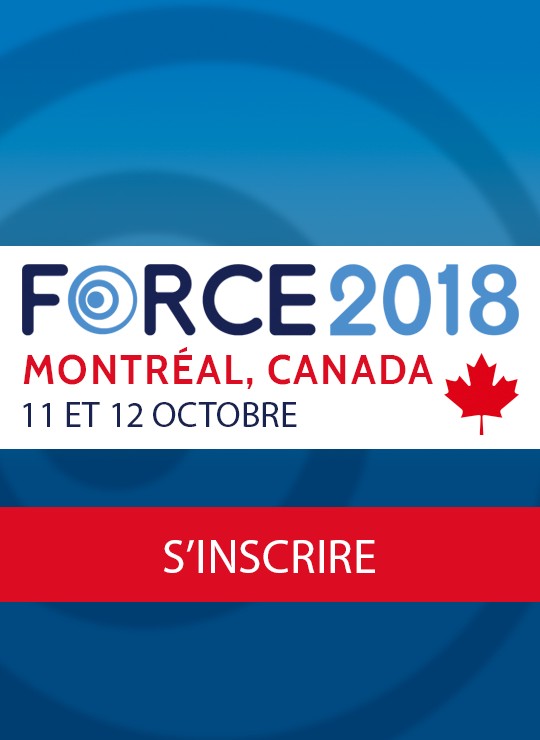 FORCE2018
MONTRÉAL, CANADA
11 ET 12 OCTOBRE
S'INSCRIRE